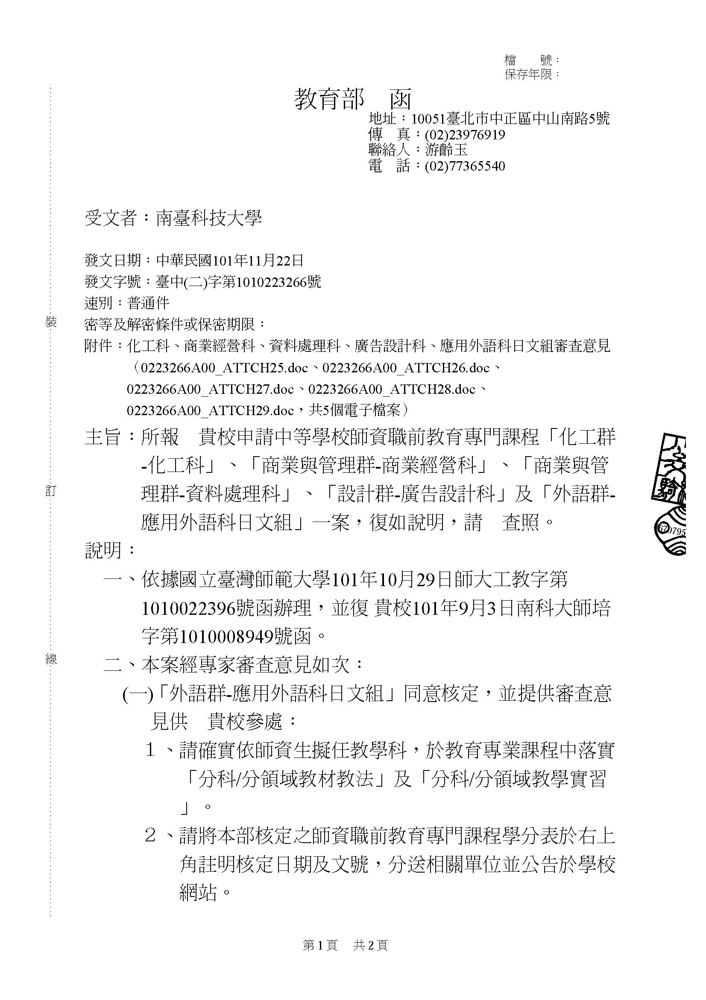 檔　　號：
保存年限：
教育部　函
地址：10051臺北市中正區中山南路5號
傳　真：(02)23976919
聯絡人：游齡玉
電　話：(02)77365540
受文者：南臺科技大學
發文日期：中華民國101年11月22日
發文字號：臺中(二)字第1010223266號
速別：普通件
密等及解密條件或保密期限：
附件：化工科、商業經營科、資料處理科、廣告設計科、應用外語科日文組審查意見
（0223266A00_ATTCH25.doc、0223266A00_ATTCH26.doc、
0223266A00_ATTCH27.doc、0223266A00_ATTCH28.doc、
0223266A00_ATTCH29.doc，共5個電子檔案）
主旨：所報　貴校申請中等學校師資職前教育專門課程「化工群
-化工科」、「商業與管理群-商業經營科」、「商業與管
理群-資料處理科」、「設計群-廣告設計科」及「外語群-
應用外語科日文組」一案，復如說明，請　查照。
說明：
一、依據國立臺灣師範大學101年10月29日師大工教字第
1010022396號函辦理，並復 貴校101年9月3日南科大師培
字第1010008949號函。
二、本案經專家審查意見如次：
(一)「外語群-應用外語科日文組」同意核定，並提供審查意
見供　貴校參處：
１、請確實依師資生擬任教學科，於教育專業課程中落實
「分科/分領域教材教法」及「分科/分領域教學實習
」。
２、請將本部核定之師資職前教育專門課程學分表於右上
角註明核定日期及文號，分送相關單位並公告於學校
網站。
裝
訂
線
騎
679795
第1頁　共2頁